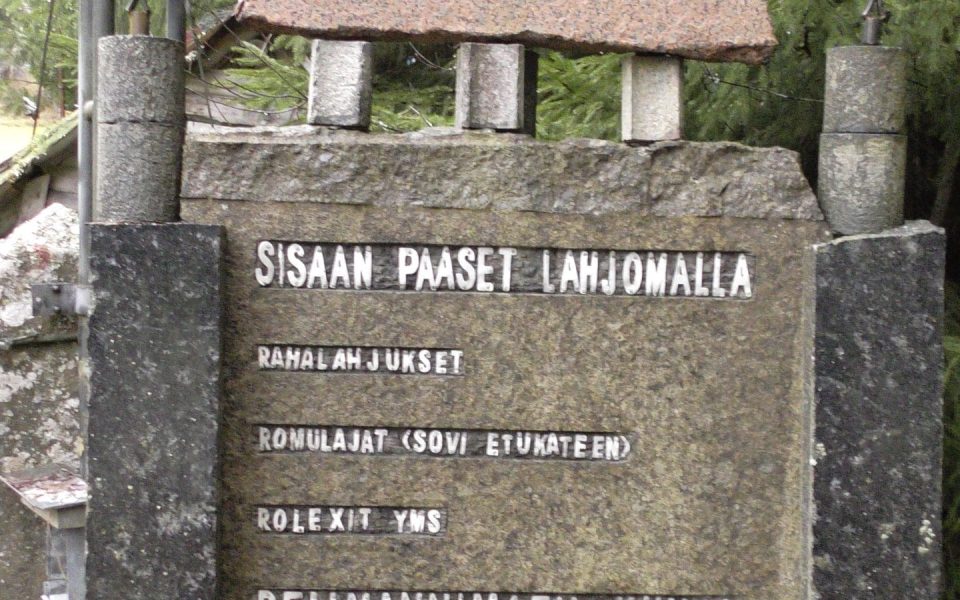 SISAAN PAASET LAHJOMALLA
RAHALAHJUKSET
ROMULAJAT (SOVI ETUKATEEN)
ROLEXIT YMS